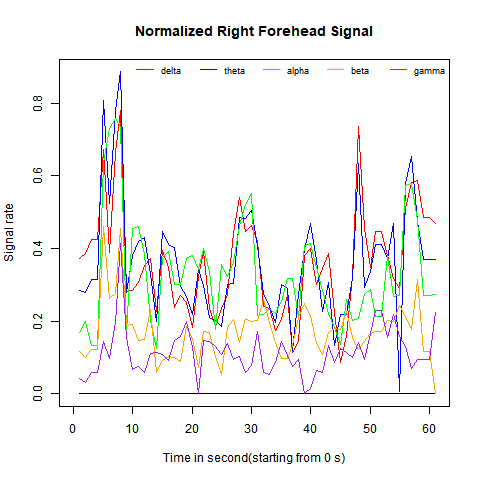 Normalized Right Forehead Signal
delta theta alpha beta gamma
0.8
0.6
0.4
0.2
0.0
Signal rate
0 10 20 30 40 50 60
Time in second(starting from 0 s)